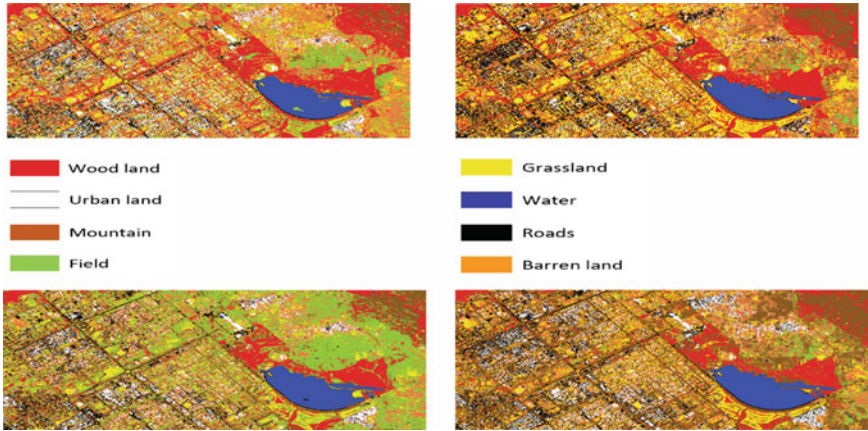 Wood land
Urban land
Mountain
Field
Grassland
Water
Roads
Barren land